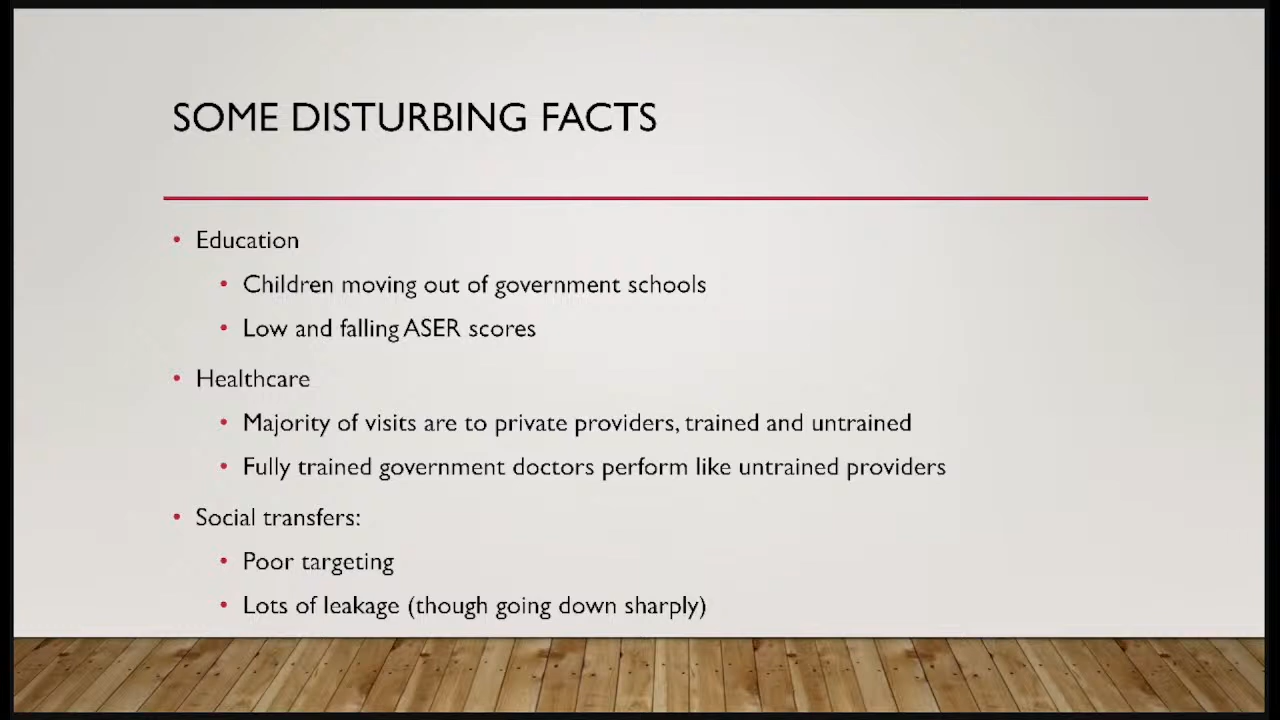 SOME DISTURBING FACTS
• Education
• Children moving out of government schools
• Low and falling ASER scores
• Healthcare
• Majority of visits are to private providers, trained and untrained
• Fully trained government doctors perform like untrained providers
• Social transfers:
• Poor targeting
• Lots of leakage (though going down sharply)